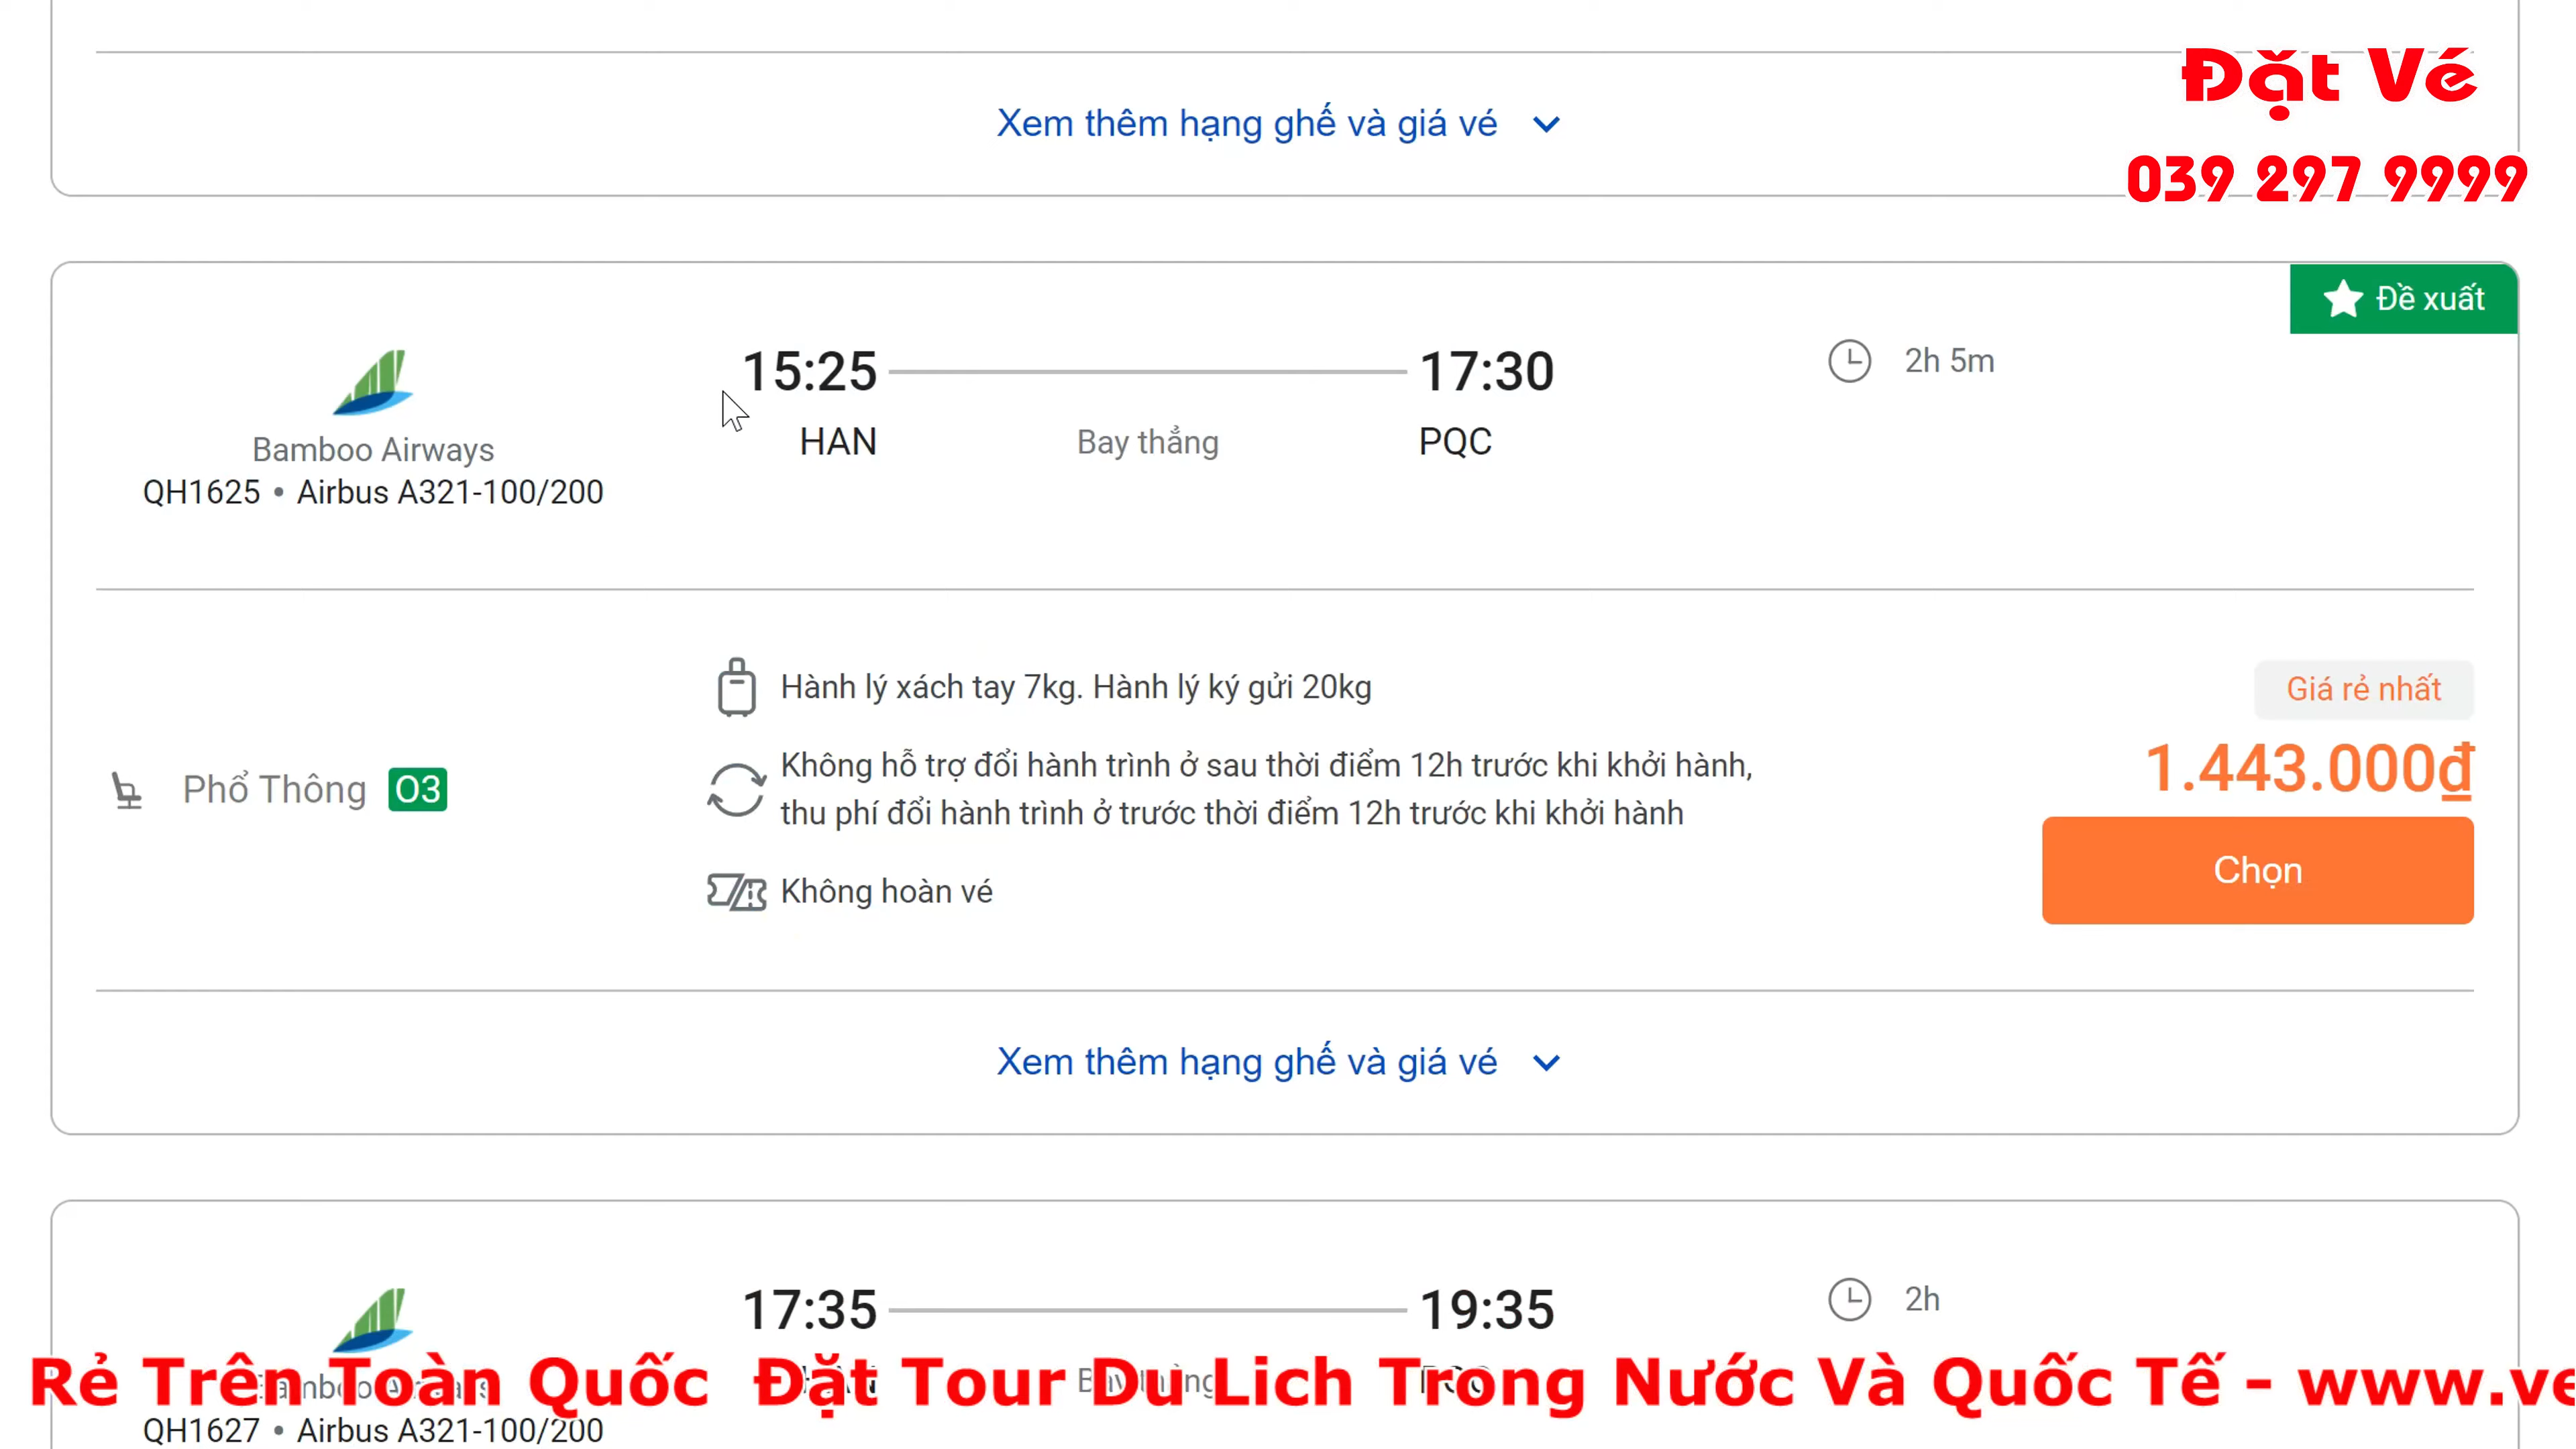 Đặt Vé
Xem thêm hạng ghế và giá vé
039 297 9999
Đề xuất
15:25 17:30 2h 5m
HAN Bay thẳng PQC
Bamboo Airways
QH1625 • Airbus A321-100/200
Hành lý xách tay 7kg. Hành lý ký gửi 20kg
Giá rẻ nhất
Không hỗ trợ đổi hành trình ở sau thời điểm 12h trước khi khởi hành,
thu phí đổi hành trình ở trước thời điểm 12h trước khi khởi hành
Phổ Thông O3
1.443.000₫
Chọn
Không hoàn vé
Xem thêm hạng ghế và giá vé
17:35 19:35 2h
Rẻ Trên Toàn Quốc Đặt Tour Du Lich Trong Nước Và Quốc Tế - www.ve
QH1627 • Airbus A321-100/200